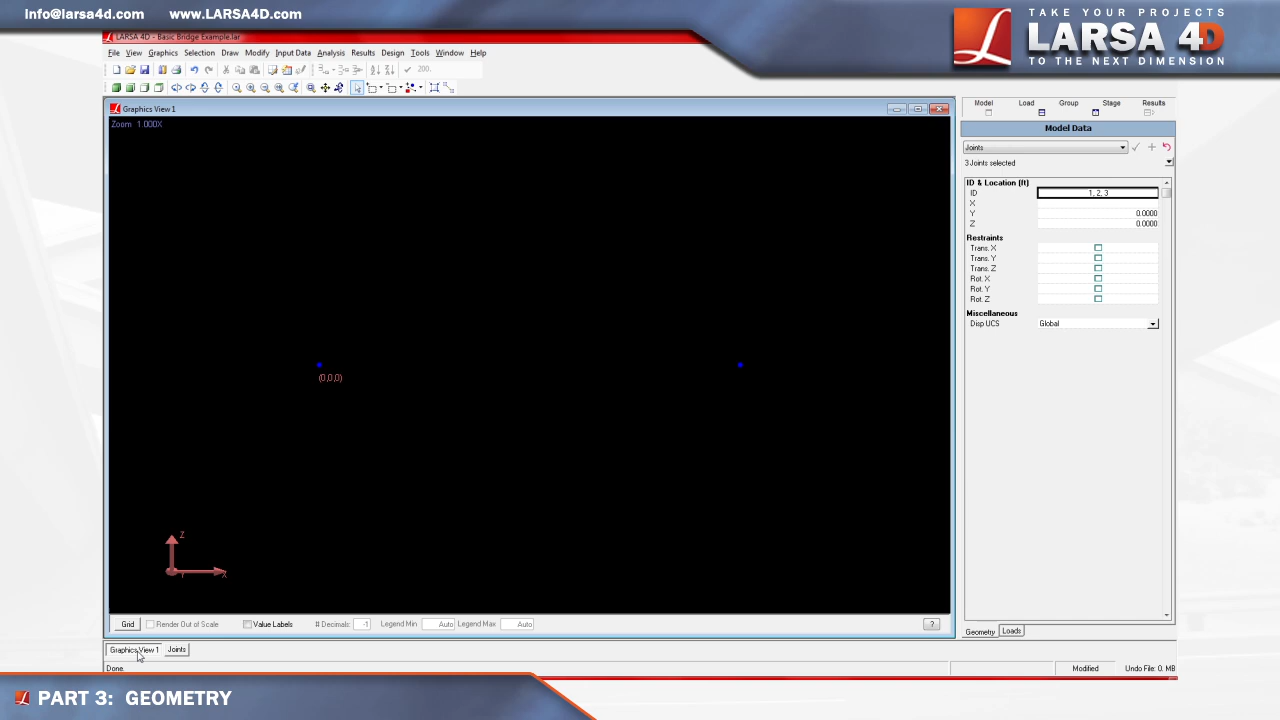 Info@larsa4d.com www.LARSA4D.com
TAKE YOUR PROJECTS
LARSA 4D
TO THE NEXT DIMENSION
LARSA 4D - Basic Bridge Example.lar
File View Graphics Selection Draw Modify Input Data Analysis Results Design Tools Window Help
200.
Graphics View 1
Zoom 1.000X
(0,0,0)
Z
Y X
Grid Render Out of Scale Value Labels # Decimals: -1 Legend Min Auto Legend Max Auto ?
Model Load Group Stage Results
Model Data
Joints
3 Joints selected
ID & Location (ft)
ID 1, 2, 3
X
Y 0.0000
Z 0.0000
Restraints
Trans. X
Trans. Y
Trans. Z
Rot. X
Rot. Y
Rot. Z
Miscellaneous
Disp UCS Global
Geometry Loads
Graphics View 1 Joints
Done. Modified Undo File: 0. MB
PART 3: GEOMETRY